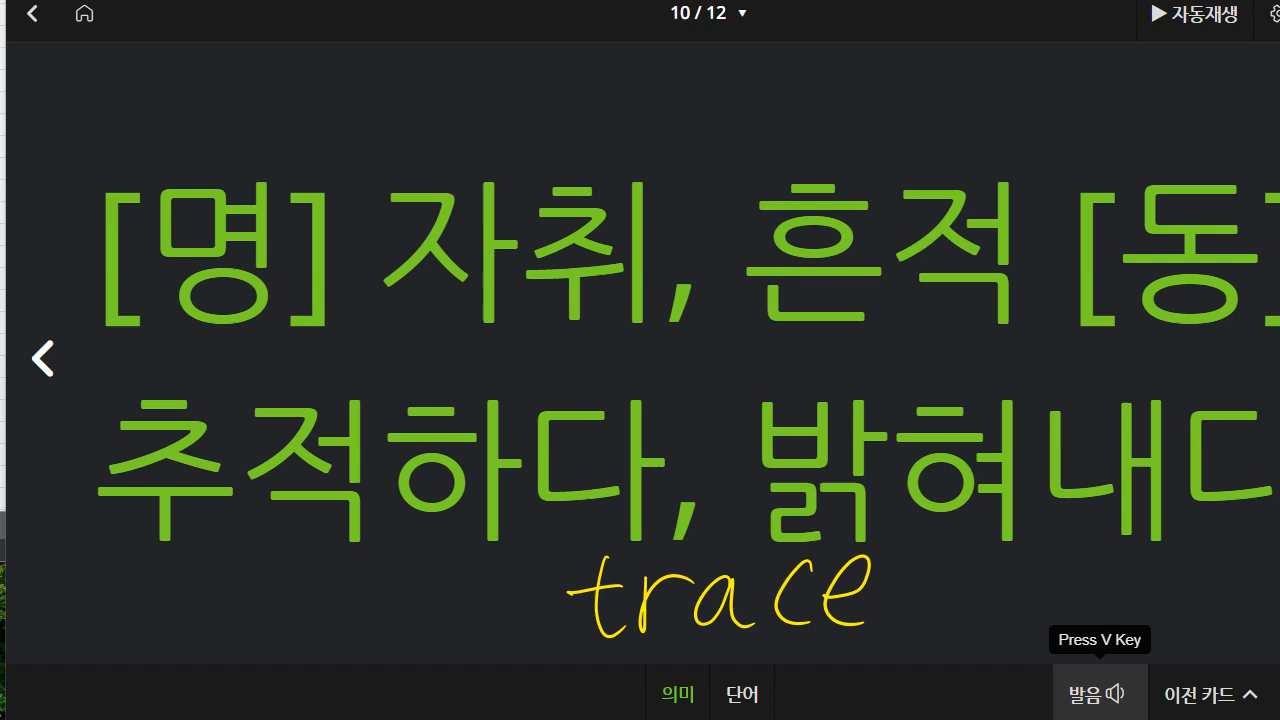 10 / 12 ▼
▶ 자동재생
[명] 자취, 흔적 [동]
추적하다, 밝혀내다
trace
Press V Key
의미 단어 발음 이전 카드